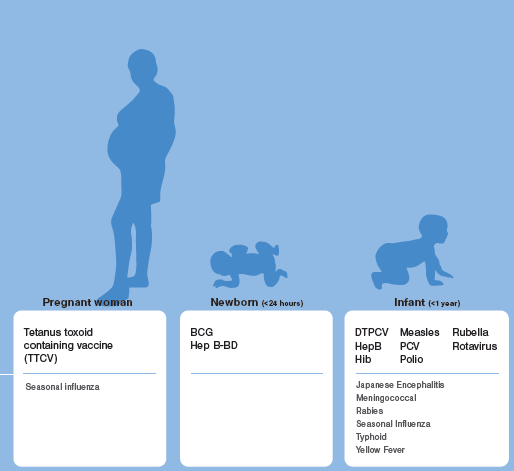 Pregnant woman
Tetanus toxoid
containing vaccine
(TTCV)
Seasonal influenza
Newborn (<24 hours)
BCG
Hep B-BD
Infant (<1 year)
DTPCV Measles Rubella
HepB PCV Rotavirus
Hib Polio
Japanese Encephalitis
Meningococcal
Rabies
Seasonal Influenza
Typhoid
Yellow Fever